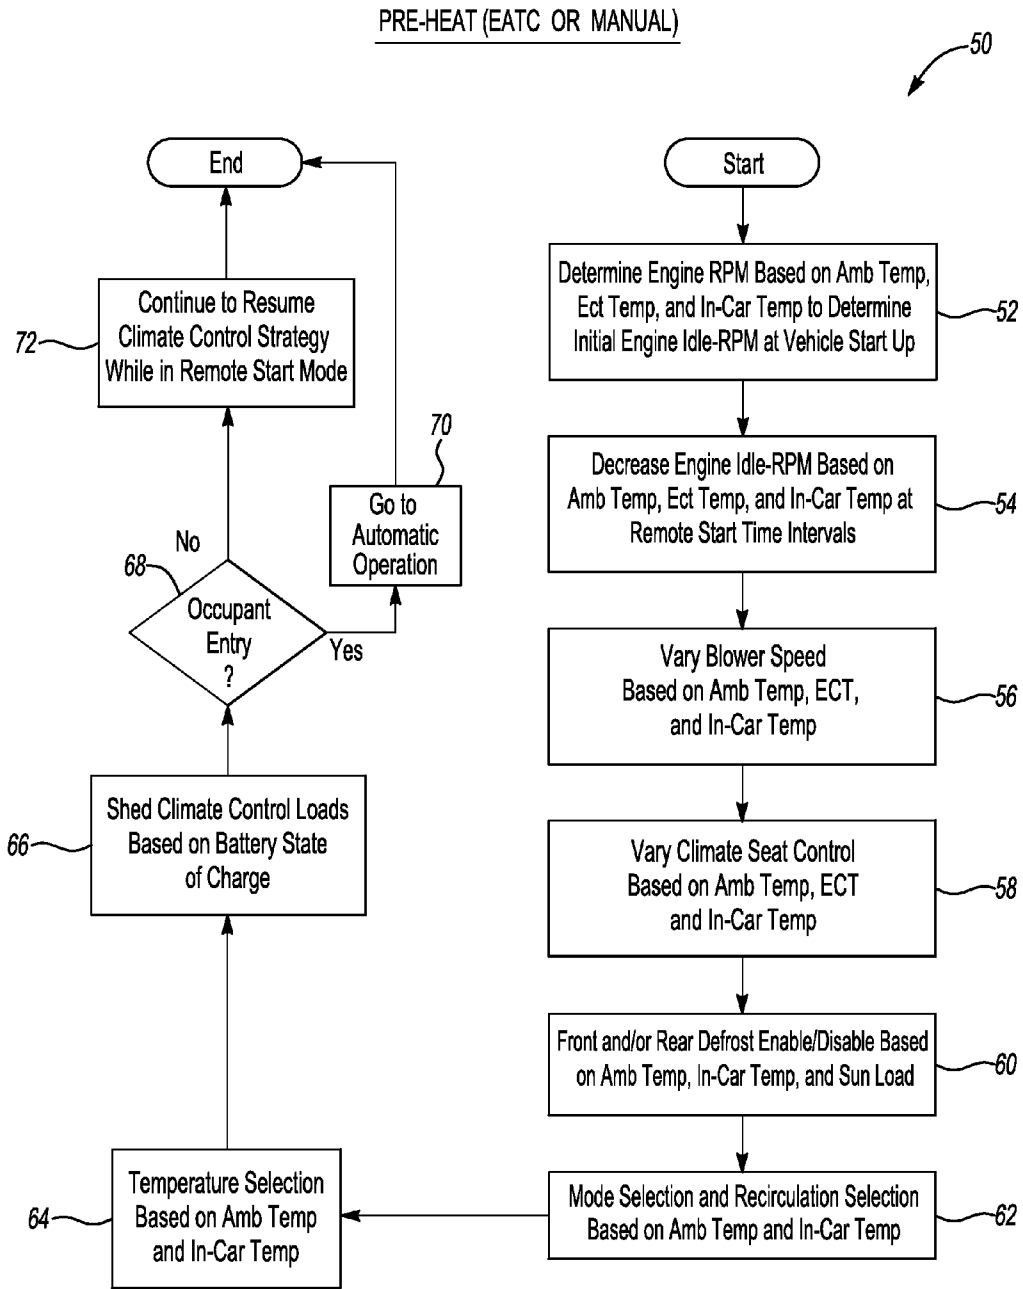 PRE-HEAT (EATC OR MANUAL)
50
Start
Determine Engine RPM Based on Amb Temp,
Ect Temp, and In-Car Temp to Determine
Initial Engine Idle-RPM at Vehicle Start Up
52
Decrease Engine Idle-RPM Based on
Amb Temp, Ect Temp, and In-Car Temp at
Remote Start Time Intervals
54
Vary Blower Speed
Based on Amb Temp, ECT,
and In-Car Temp
56
Vary Climate Seat Control
Based on Amb Temp, ECT
and In-Car Temp
58
Front and/or Rear Defrost Enable/Disable Based
on Amb Temp, In-Car Temp, and Sun Load
60
Mode Selection and Recirculation Selection
Based on Amb Temp and In-Car Temp
62
Temperature Selection
Based on Amb Temp
and In-Car Temp
64
Shed Climate Control Loads
Based on Battery State
of Charge
66
Occupant
Entry
?
68
Yes
No
Go to
Automatic
Operation
70
Continue to Resume
Climate Control Strategy
While in Remote Start Mode
72
End